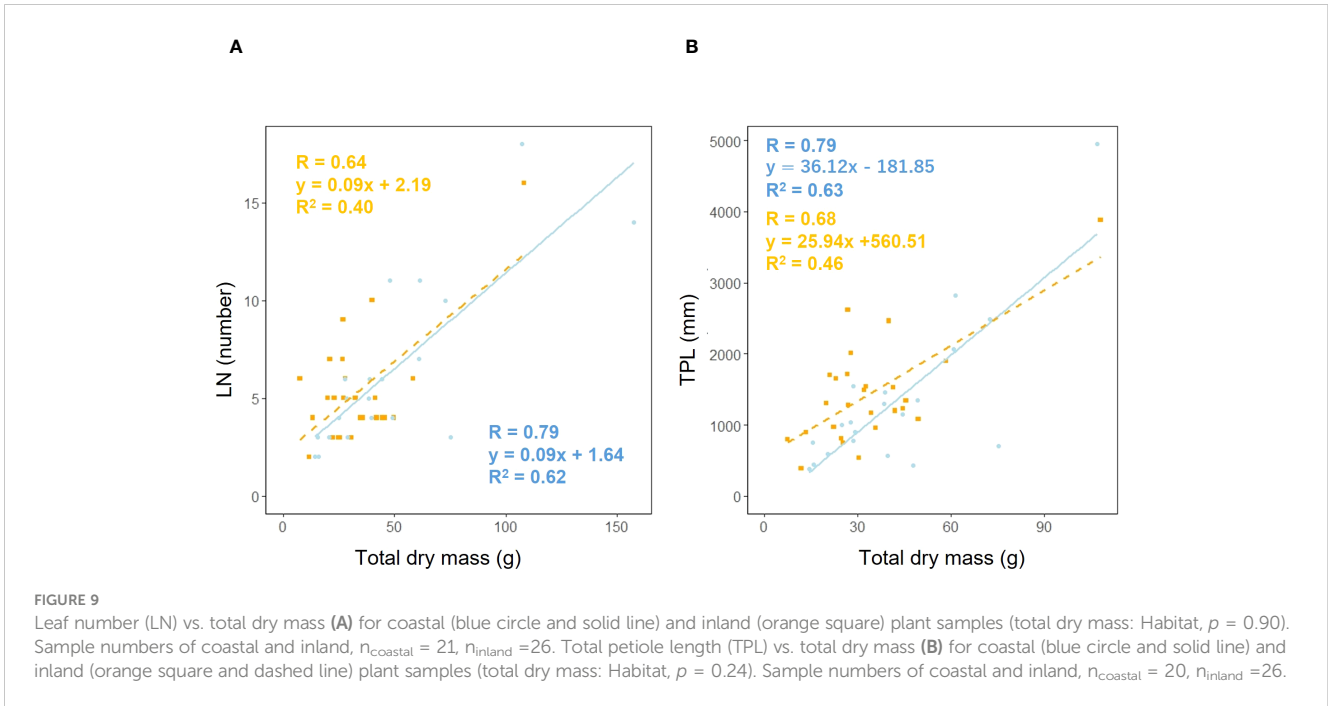 A
B
R = 0.64
y = 0.09x + 2.19
R² = 0.40
R = 0.79
y = 0.09x + 1.64
R² = 0.62
15
10
5
0
LN (number)
0 50 100 150
Total dry mass (g)
R = 0.79
y = 36.12x - 181.85
R² = 0.63
R = 0.68
y = 25.94x +560.51
R² = 0.46
5000
4000
3000
2000
1000
0
TPL (mm)
0 30 60 90
Total dry mass (g)
FIGURE 9
Leaf number (LN) vs. total dry mass (A) for coastal (blue circle and solid line) and inland (orange square) plant samples (total dry mass: Habitat, p = 0.90).
Sample numbers of coastal and inland, ncoastal = 21, ninland =26. Total petiole length (TPL) vs. total dry mass (B) for coastal (blue circle and solid line) and
inland (orange square and dashed line) plant samples (total dry mass: Habitat, p = 0.24). Sample numbers of coastal and inland, ncoastal = 20, ninland =26.